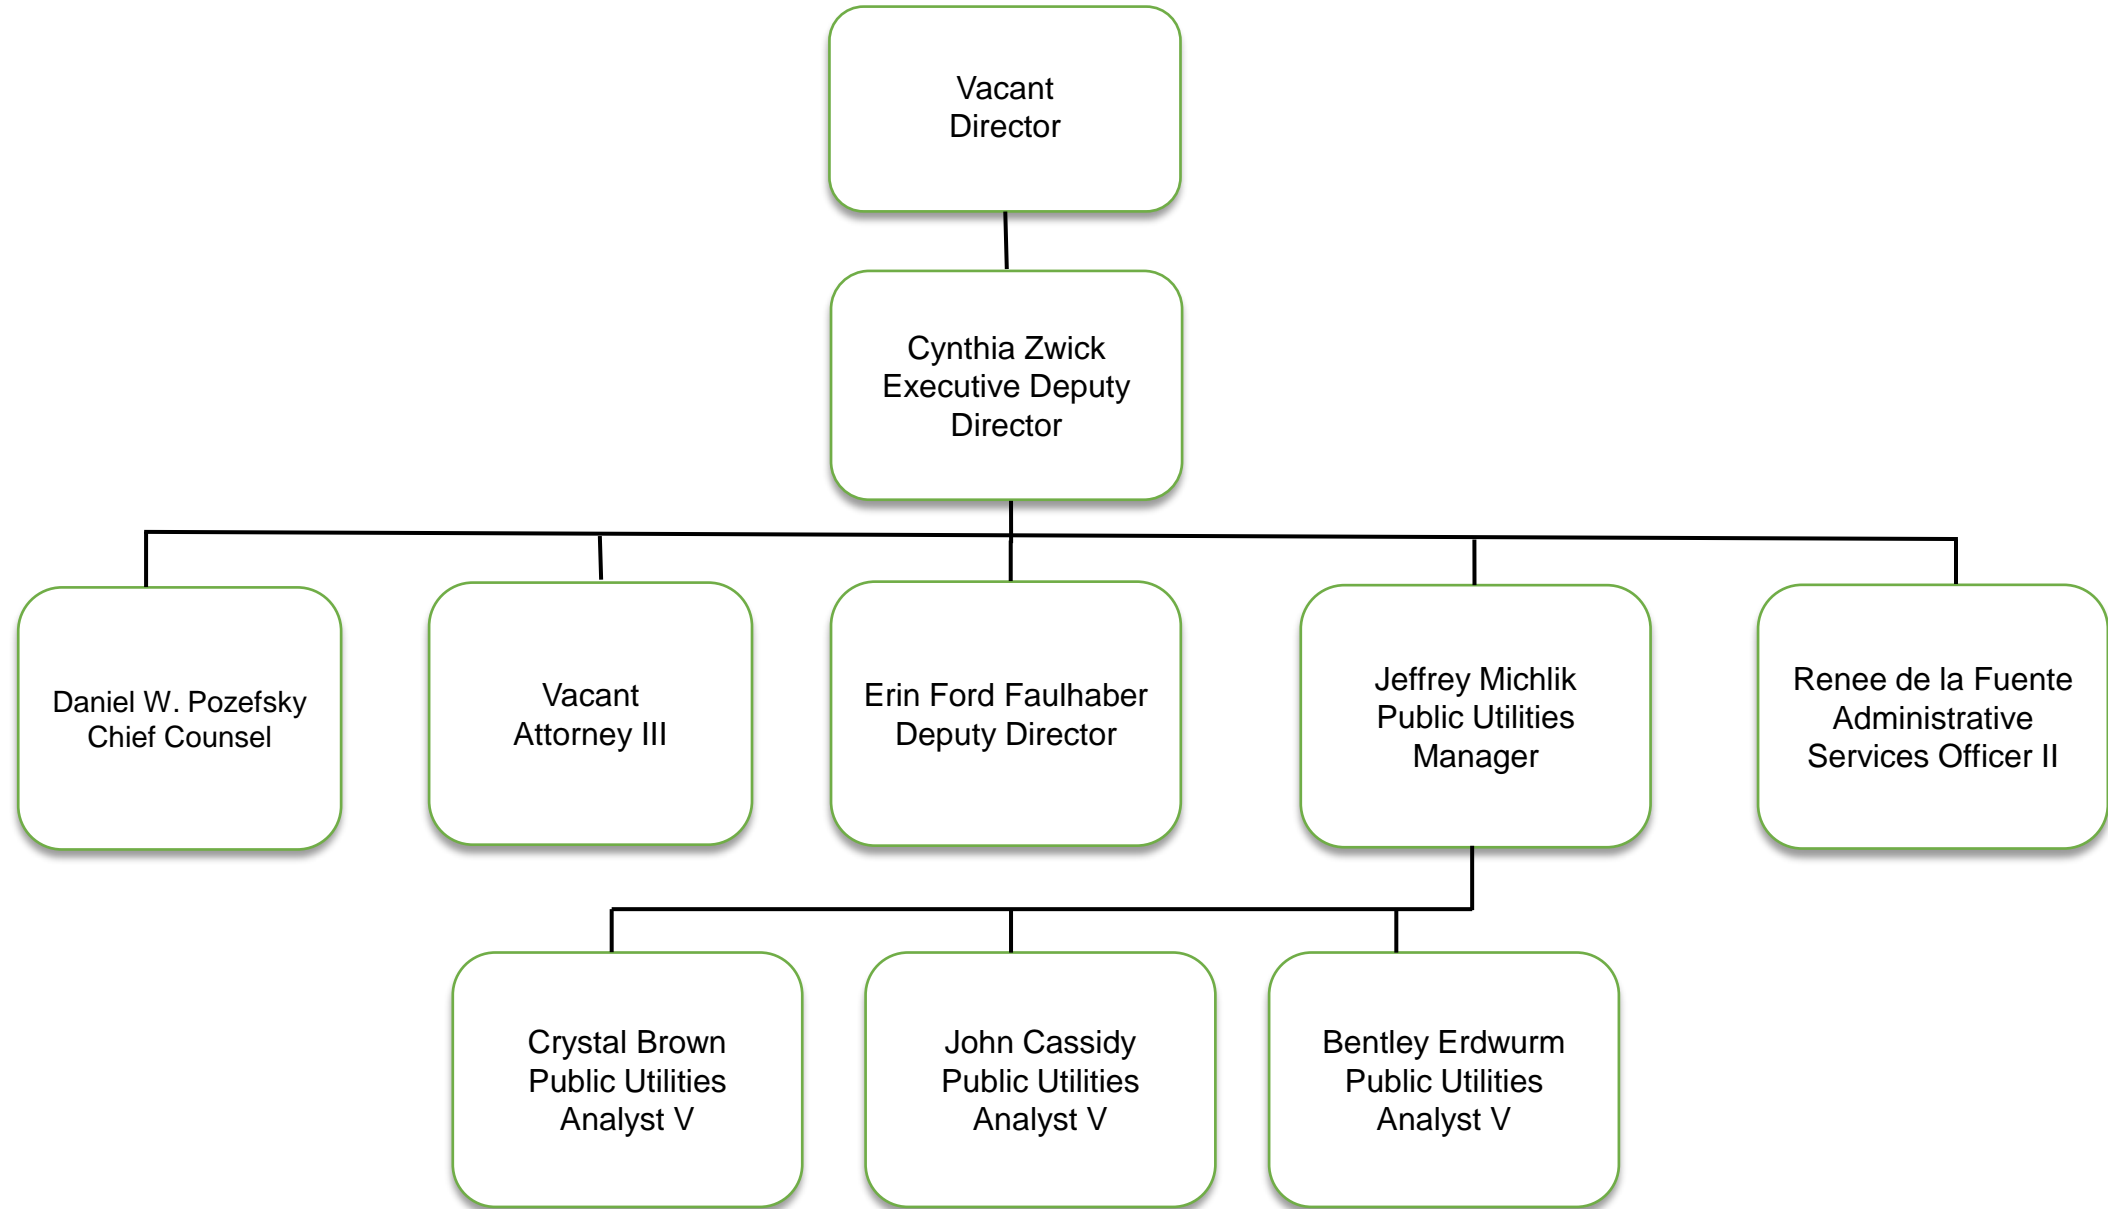 Vacant
Director
Cynthia Zwick
Executive Deputy
Director
Daniel W. Pozefsky
Chief Counsel
Vacant
Attorney III
Erin Ford Faulhaber
Deputy Director
Jeffrey Michlik
Public Utilities
Manager
Renee de la Fuente
Administrative
Services Officer II
Crystal Brown
Public Utilities
Analyst V
John Cassidy
Public Utilities
Analyst V
Bentley Erdwurm
Public Utilities
Analyst V